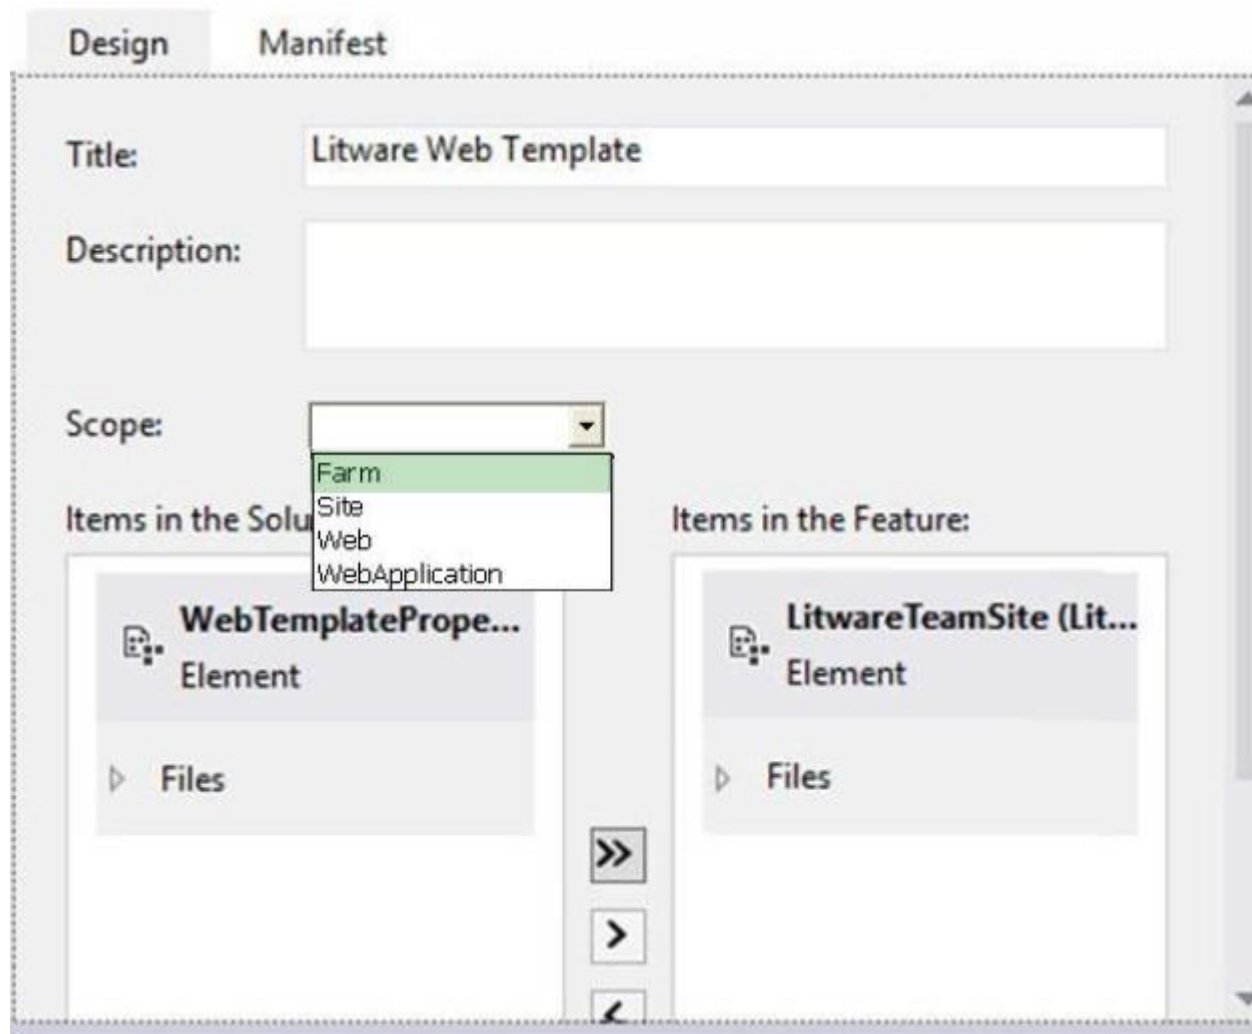 Design Manifest
Title: Litware Web Template
Description:
Scope:
Farm
Site
Web
WebApplication
Items in the Solu
Items in the Feature:
WebTemplatePrope...
Element
Files
LitwareTeamSite (Lit...
Element
Files
>>
>
<